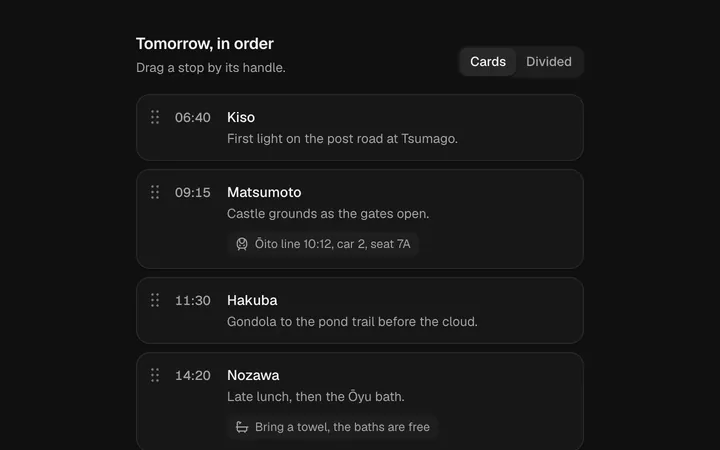 Tomorrow, in order
Drag a stop by its handle.
Cards Divided
06:40 Kiso
First light on the post road at Tsumago.
09:15 Matsumoto
Castle grounds as the gates open.
Ōito line 10:12, car 2, seat 7A
11:30 Hakuba
Gondola to the pond trail before the cloud.
14:20 Nozawa
Late lunch, then the Ōyu bath.
Bring a towel, the baths are free